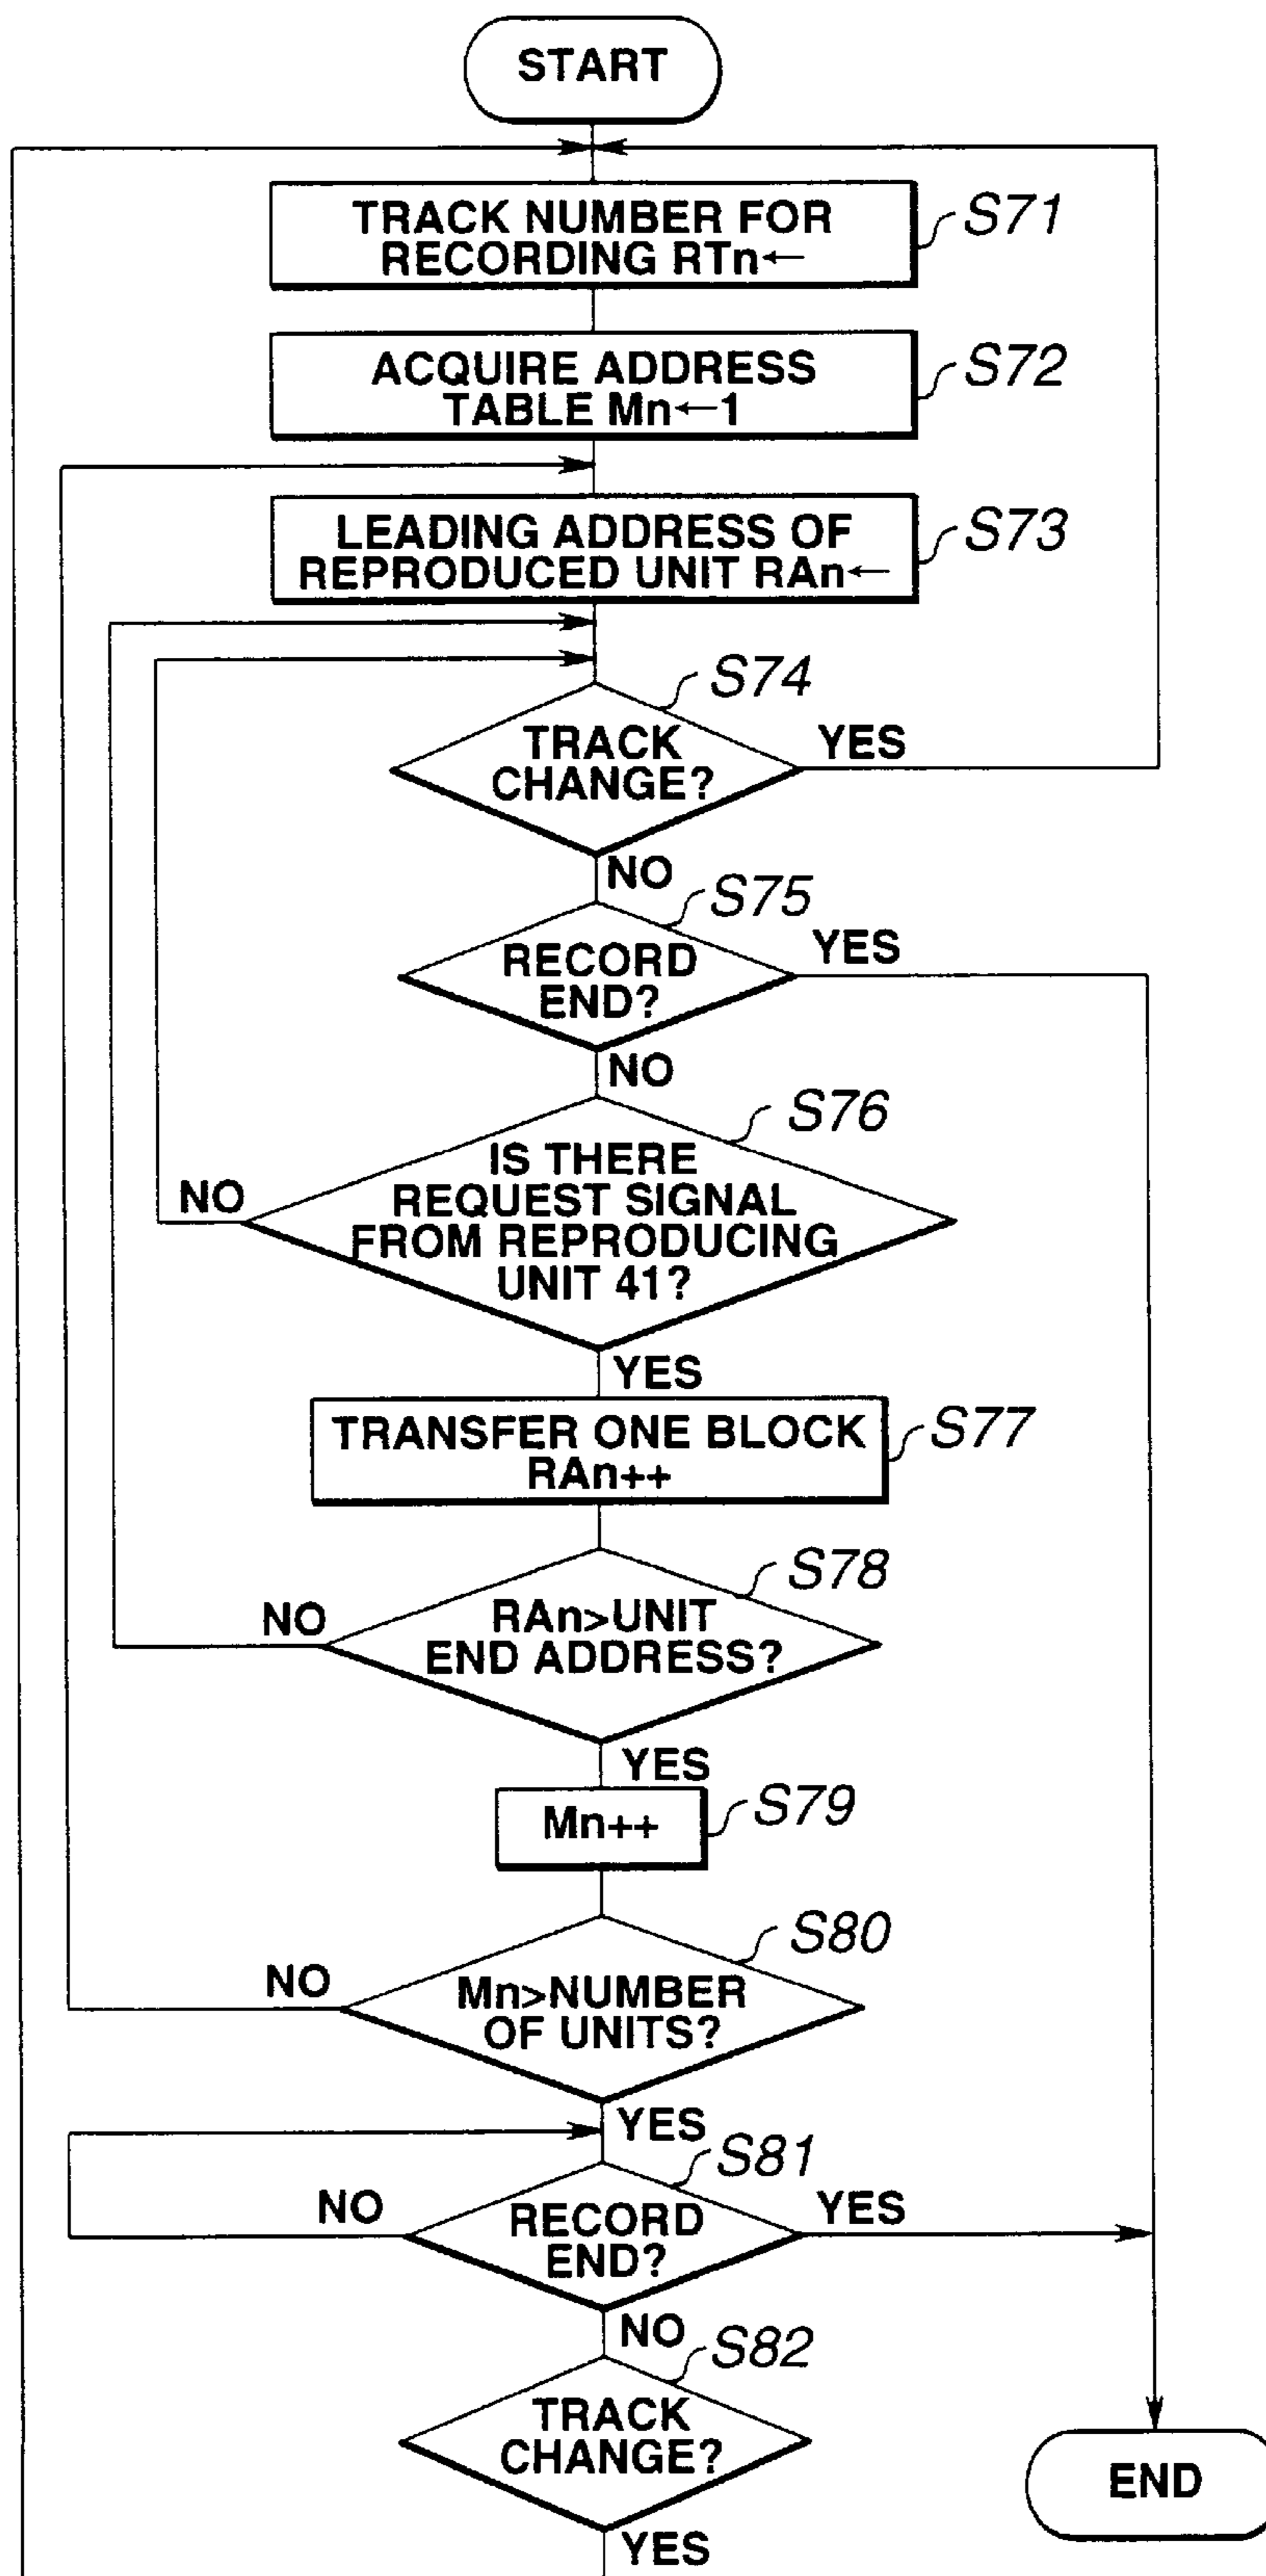 START
TRACK NUMBER FOR
RECORDING RTn←
S71
ACQUIRE ADDRESS
TABLE Mn←1
S72
LEADING ADDRESS OF
REPRODUCED UNIT RAn←
S73
S74
TRACK
CHANGE?
YES
NO
S75
RECORD
END?
YES
NO
S76
IS THERE
REQUEST SIGNAL
FROM REPRODUCING
UNIT 41?
NO
YES
TRANSFER ONE BLOCK
RAn++
S77
S78
RAn>UNIT
END ADDRESS?
NO
YES
Mn++
S79
S80
Mn>NUMBER
OF UNITS?
NO
YES
S81
RECORD
END?
NO
YES
NO
S82
TRACK
CHANGE?
YES
END